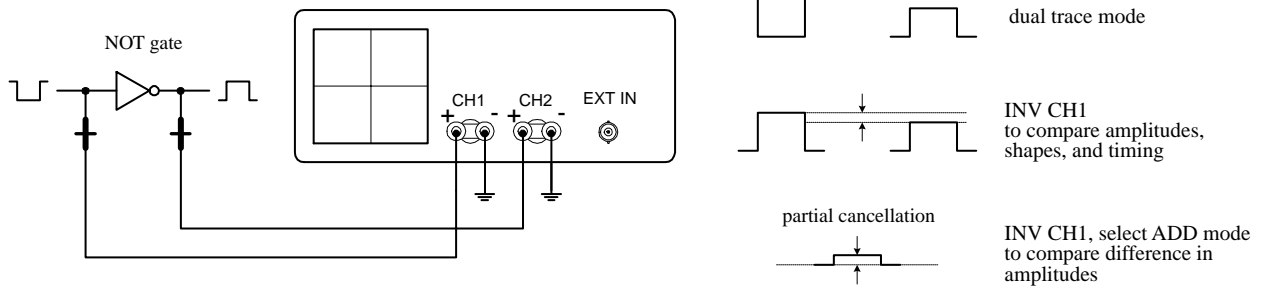 NOT gate
CH1
CH2
EXT IN
+
-
+
-
dual trace mode
INV CH1
to compare amplitudes,
shapes, and timing
partial cancellation
INV CH1, select ADD mode
to compare difference in
amplitudes